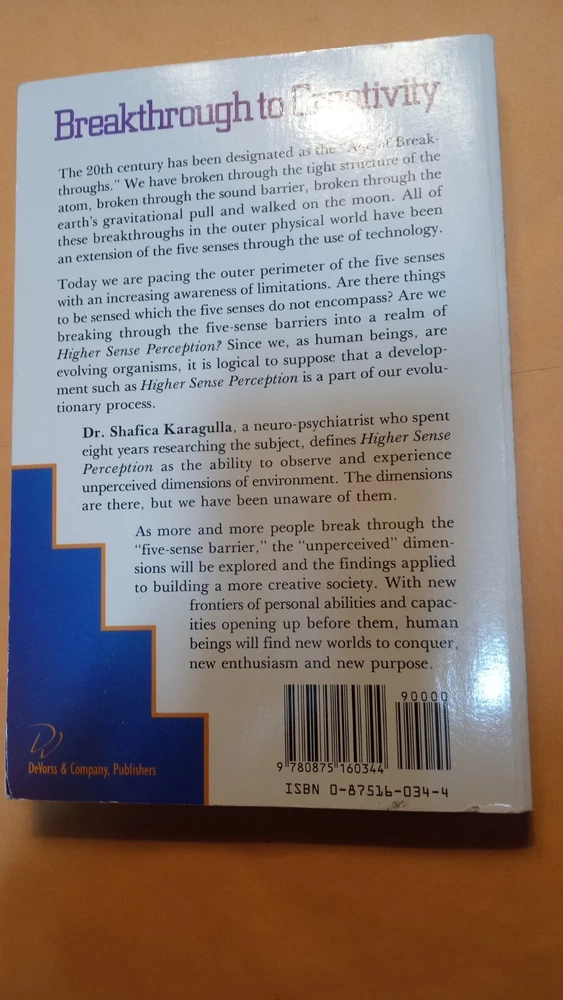 Breakthrough to Creativity
The 20th century has been designated as the "Age of Break-
throughs." We have broken through the tight structure of the
atom, broken through the sound barrier, broken through the
earth's gravitational pull and walked on the moon. All of
these breakthroughs in the outer physical world have been
an extension of the five senses through the use of technology.
Today we are pacing the outer perimeter of the five senses
with an increasing awareness of limitations. Are there things
to be sensed which the five senses do not encompass? Are we
breaking through the five-sense barriers into a realm of
Higher Sense Perception? Since we, as human beings, are
evolving organisms, it is logical to suppose that a develop-
ment such as Higher Sense Perception is a part of our evolu-
tionary process.
Dr. Shafica Karagulla, a neuro-psychiatrist who spent
eight years researching the subject, defines Higher Sense
Perception as the ability to observe and experience
unperceived dimensions of environment. The dimensions
are there, but we have been unaware of them.
As more and more people break through the
"five-sense barrier," the "unperceived" dimen-
sions will be explored and the findings applied
to building a more creative society. With new
frontiers of personal abilities and capac-
ities opening up before them, human
beings will find new worlds to conquer,
new enthusiasm and new purpose.
90000
9 780875 160344
ISBN 0-87516-034-4
DV
DeVorss & Company, Publishers